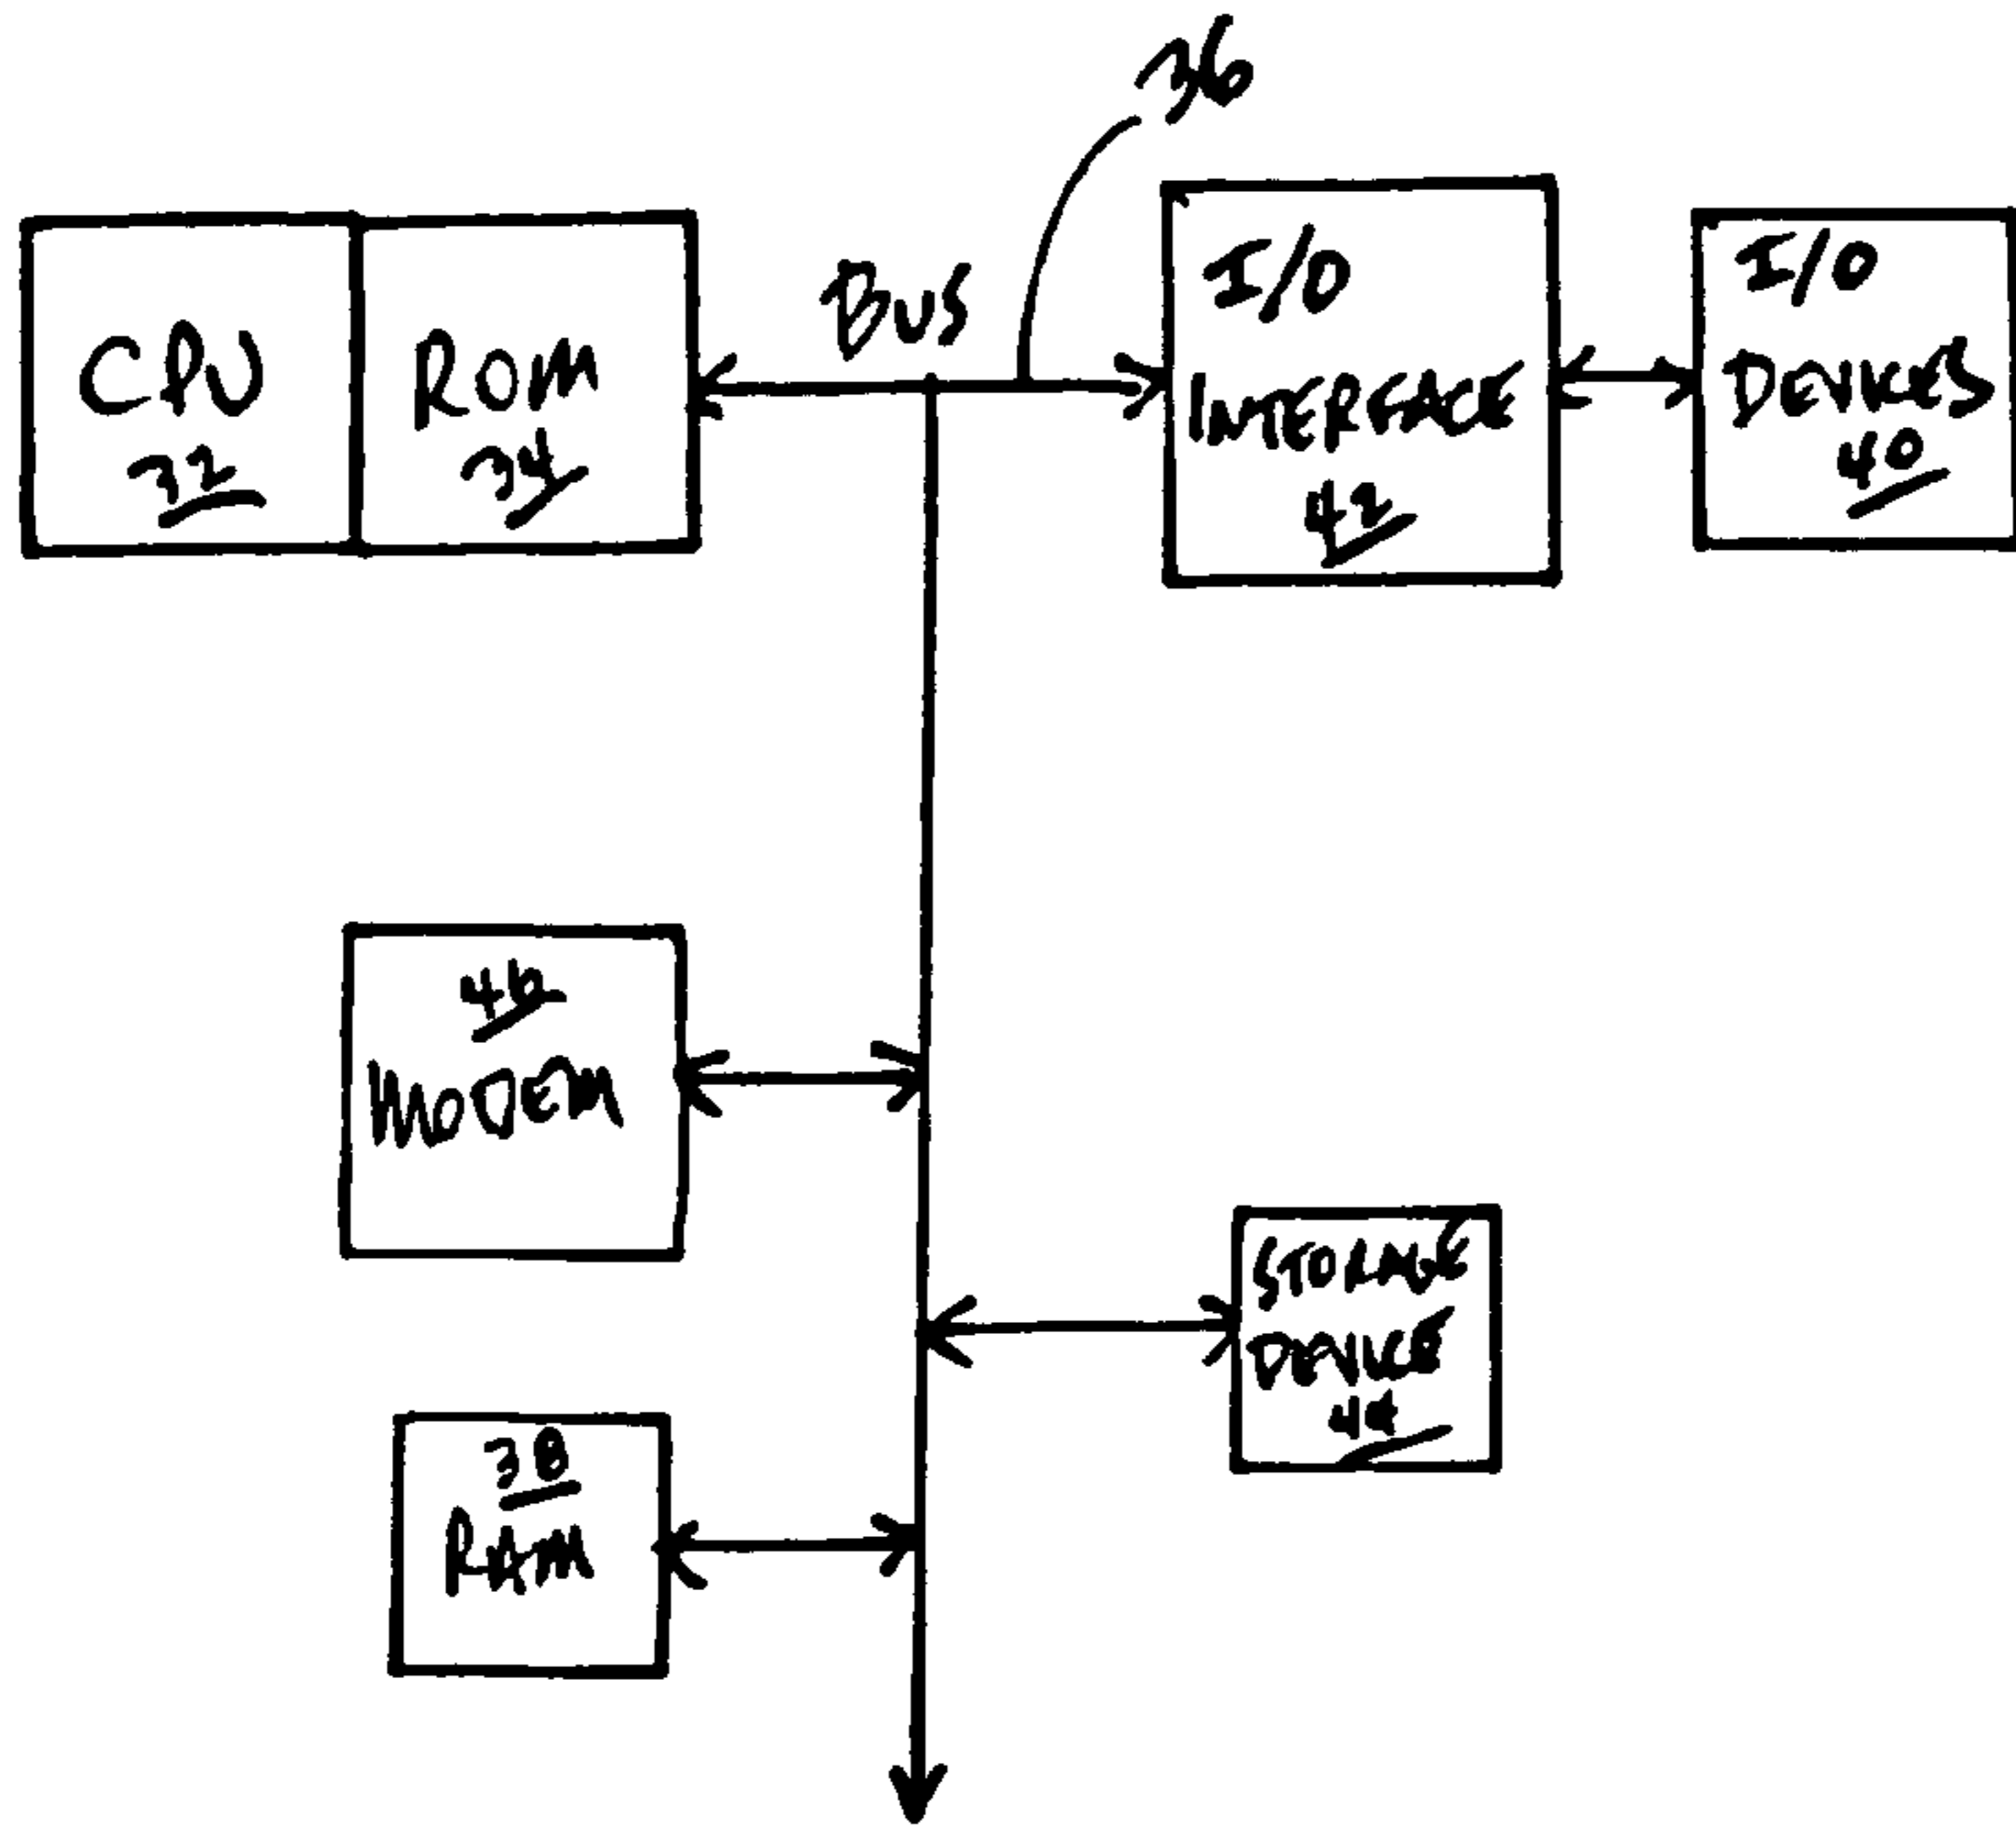 36
CPU
32
ROM
34
BUS
I/O
INTERFACE
42
I/O
DEVICES
40
46
MODEM
STORAGE
DEVICE
44
38
RAM